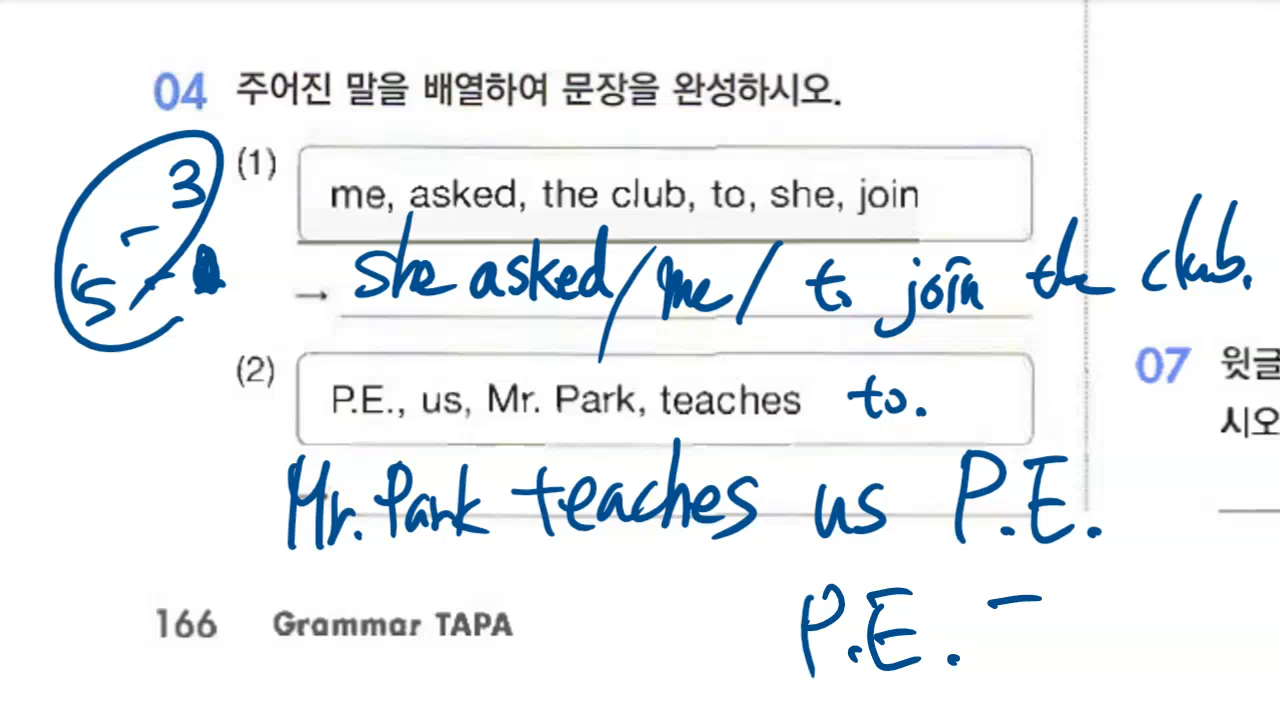 04 주어진 말을 배열하여 문장을 완성하시오.
(1) me, asked, the club, to, she, join
3
5
→ she asked/me/ to join the club.
(2) P.E., us, Mr. Park, teaches to.
Mr. Park teaches us P.E.
P.E. –
07 윗글
시오
166 Grammar TAPA